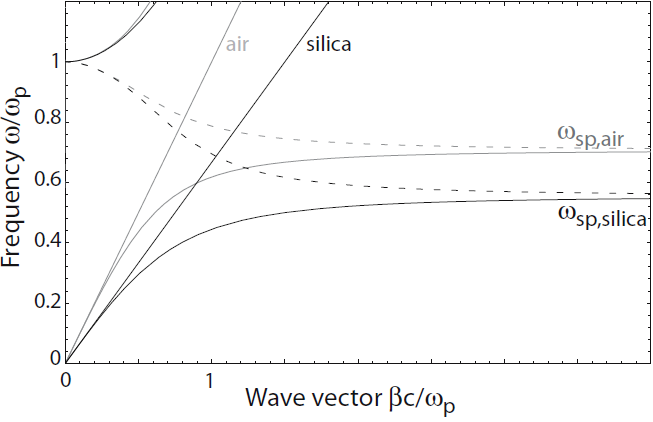 Frequency ω/ωp
1
0.8
0.6
0.4
0.2
0
air
silica
ωsp,air
ωsp,silica
0
1
Wave vector βc/ωp